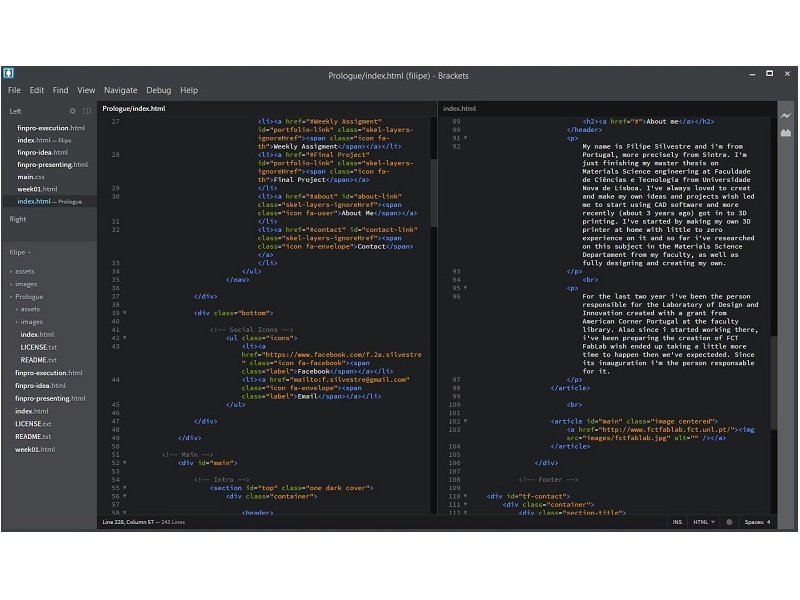 Prologue/index.html (filipe) - Brackets
File Edit Find View Navigate Debug Help
Left
finpro-execution.html
index.html — filipe
finpro-idea.html
finpro-presenting.html
main.css
week01.html
index.html — Prologue
Right
filipe
assets
images
Prologue
assets
images
index.html
LICENSE.txt
README.txt
finpro-execution.html
finpro-idea.html
finpro-presenting.html
index.html
LICENSE.txt
README.txt
week01.html
Prologue/index.html
27 <li><a href="#Weekly Assigment"
id="portfolio-link" class="skel-layers-
ignoreHref"><span class="icon fa-
th">Weekly Assigment</span></a></li>
28 <li><a href="#Final Project"
id="portfolio-link" class="skel-layers-
ignoreHref"><span class="icon fa-
th">Final Project</span></a>
29 </li>
30 <li><a href="#about" id="about-link"
class="skel-layers-ignoreHref"><span
class="icon fa-user">About Me</span></a>
31 </li>
32 <li><a href="#contact" id="contact-link"
class="skel-layers-ignoreHref"><span
class="icon fa-envelope">Contact</span>
</a>
33 </li>
34 </ul>
35 </nav>
36
37 </div>
38
39 <div class="bottom">
40
41 <!-- Social Icons -->
42 <ul class="icons">
43 <li><a
href="https://www.facebook.com/f.2a.silvestre
" class="icon fa-facebook"><span
class="label">Facebook</span></a></li>
44 <li><a href="mailto:f.silvestre@gmail.com"
class="icon fa-envelope"><span
class="label">Email</span></a></li>
45 </ul>
46
47 </div>
48
49 </div>
50
51 <!-- Main -->
52 <div id="main">
53
54 <!-- Intro -->
55 <section id="top" class="one dark cover">
56 <div class="container">
57
58 <header>
index.html
89 <h2><a href="#">About me</a></h2>
90 </header>
91 <p>
92 My name is Filipe Silvestre and i'm from
Portugal, more precisely from Sintra. I'm
just finishing my master thesis on
Materials Science engineering at Faculdade
de Ciências e Tecnologia from Universidade
Nova de Lisboa. I've always loved to creat
and make my own ideas and projects wish led
me to start using CAD software and more
recently (about 3 years ago) got in to 3D
printing. I've started by making my own 3D
printer at home with little to zero
experience on it and so far i've researched
on this subject in the Materials Science
Departament from my faculty, as well as
fully designing and creating my own.
93 </p>
94 <br>
95 <p>
96 For the last two year i've been the person
responsible for the Laboratory of Design and
Innovation created with a grant from
American Corner Portugal at the faculty
library. Also since i started working there,
i've been preparing the creation of FCT
FabLab wish ended up taking a little more
time to happen then we've expecteded. Since
its inauguration i'm the person responsable
for it.
97 </p>
98 </article>
99
100 <br>
101
102 <article id="main" class="image centered">
103 <a href="http://www.fctfablab.fct.unl.pt/"><img
src="images/fctfablab.jpg" alt="" /></a>
104 </article>
105
106 </div>
107
108 <!-- Footer -->
109
110 <div id="tf-contact">
111 <div class="container">
112 <div class="section-title">
Line 228, Column 57 — 243 Lines
INS HTML Spaces: 4